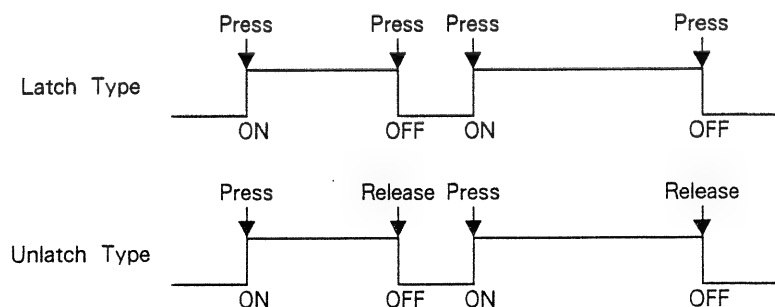 Press Press Press Press
Latch Type
ON OFF ON OFF
Press Release Press Release
Unlatch Type
ON OFF ON OFF